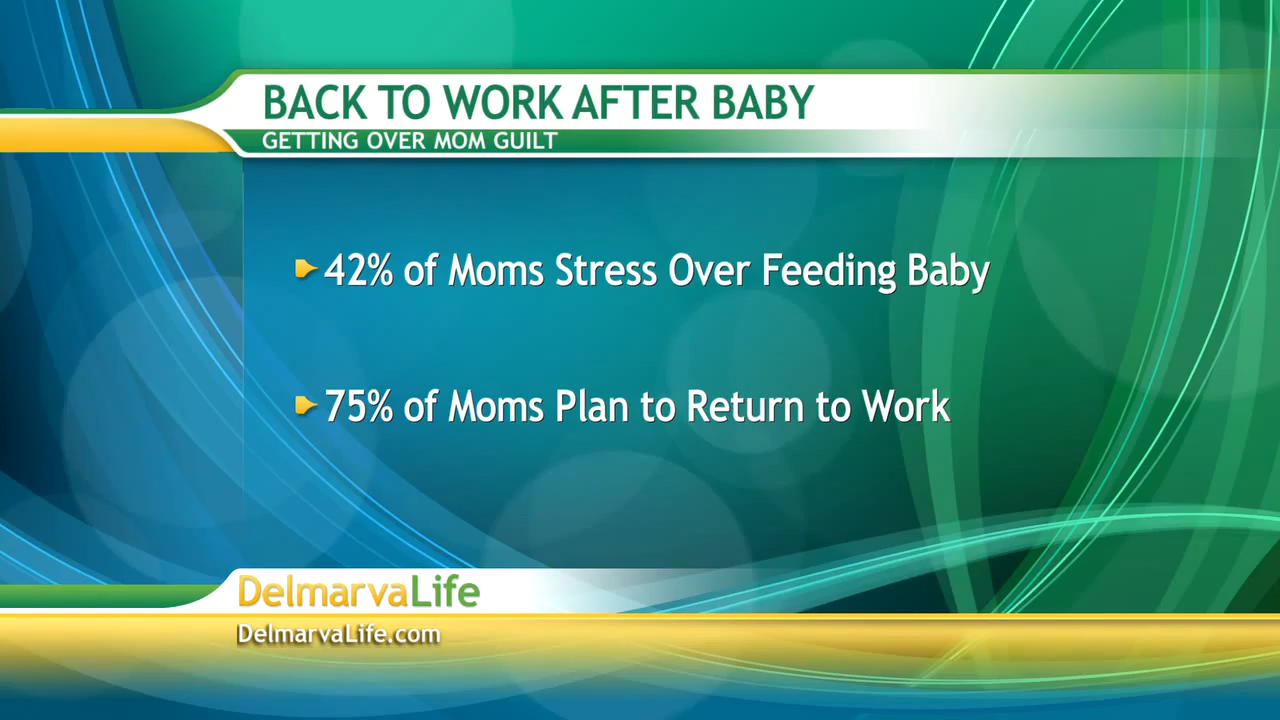 BACK TO WORK AFTER BABY
GETTING OVER MOM GUILT
42% of Moms Stress Over Feeding Baby
75% of Moms Plan to Return to Work
DelmarvaLife
DelmarvaLife.com